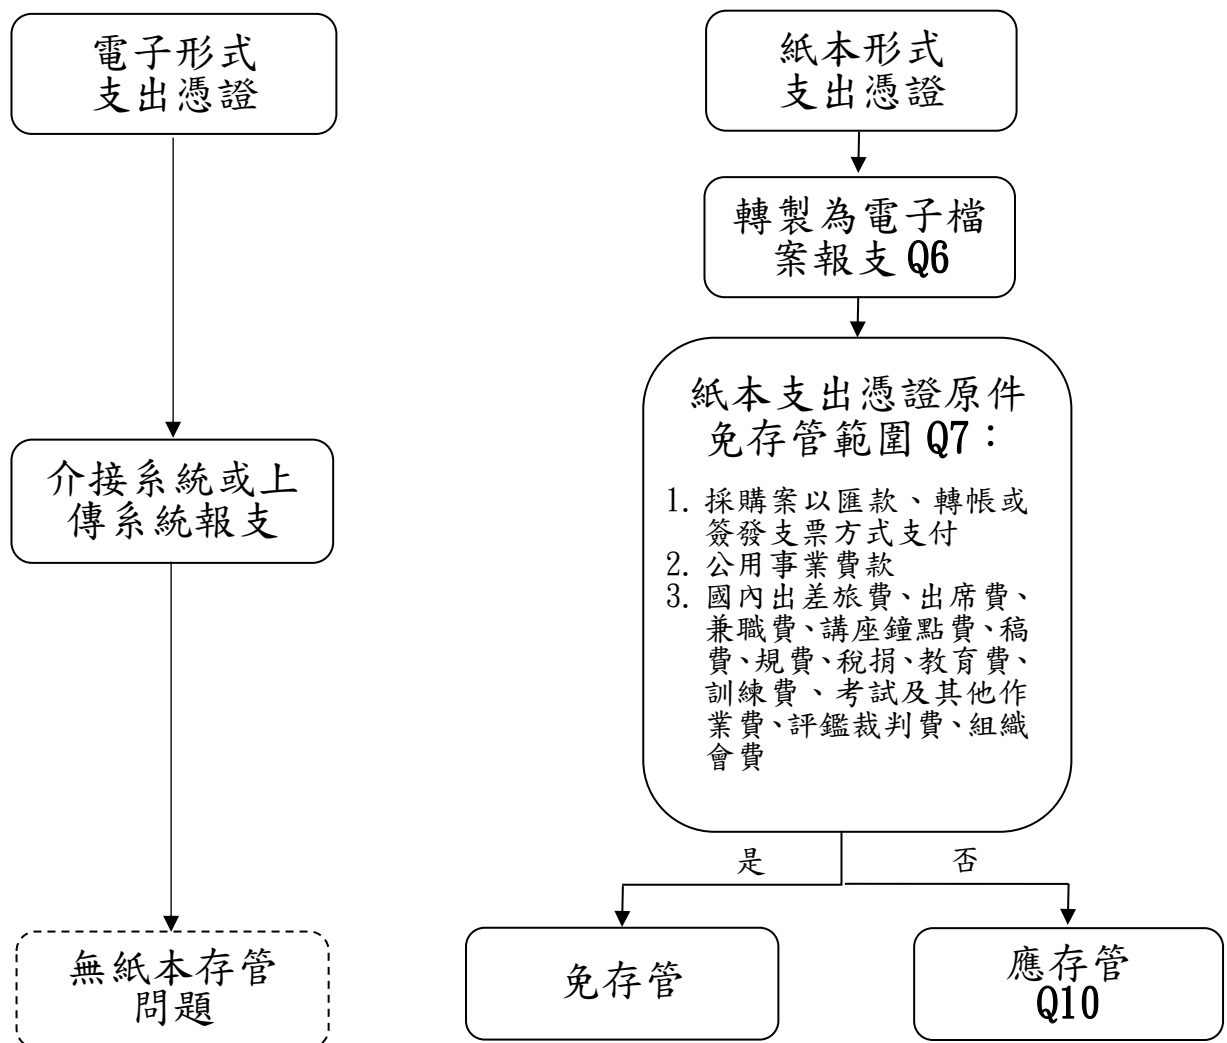 電子形式
支出憑證
紙本形式
支出憑證
轉製為電子檔
案報支 Q6
紙本支出憑證原件
免存管範圍 Q7：
1. 採購案以匯款、轉帳或
簽發支票方式支付
2. 公用事業費款
3. 國內出差旅費、出席費、
兼職費、講座鐘點費、稿
費、規費、稅捐、教育費、
訓練費、考試及其他作
業費、評鑑裁判費、組織
會費
介接系統或上
傳系統報支
是
否
無紙本存管
問題
免存管
應存管
Q10